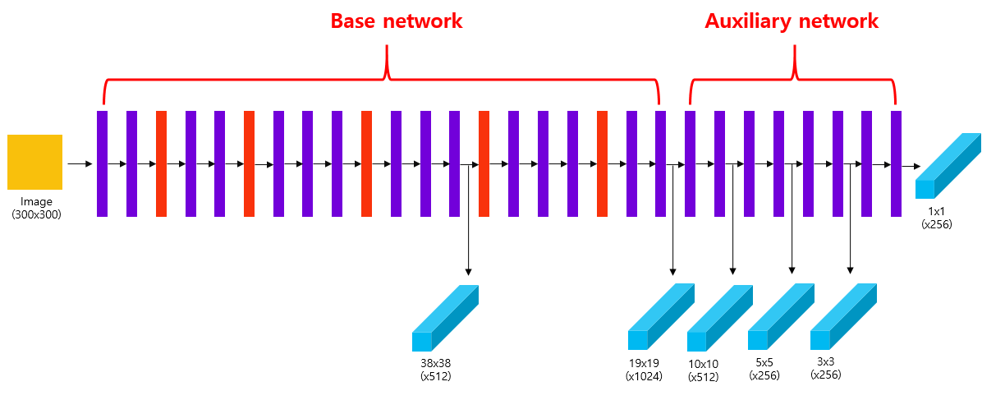 Base network
Auxiliary network
Image
(300x300)
1x1
(x256)
38x38
(x512)
19x19
(x1024)
10x10
(x512)
5x5
(x256)
3x3
(x256)